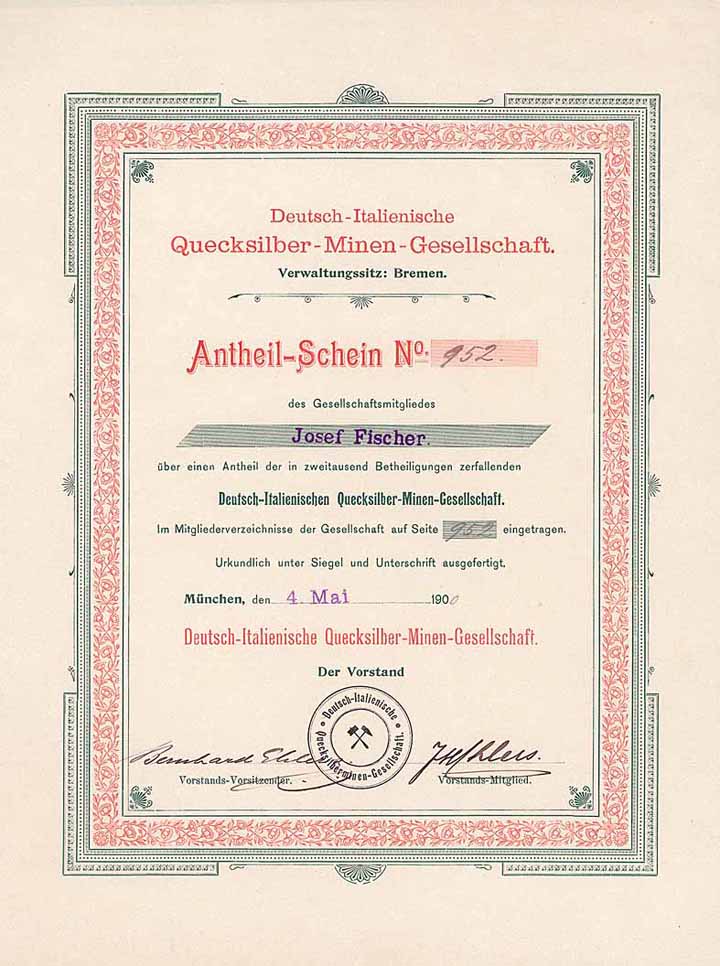 Deutsch-Italienische
Quecksilber-Minen-Gesellschaft.
Verwaltungssitz: Bremen.
Antheil-Schein No. 952.
des Gesellschaftsmitgliedes
Josef Fischer.
über einen Antheil der in zweitausend Betheiligungen zerfallenden
Deutsch-Italienischen Quecksilber-Minen-Gesellschaft.
Im Mitgliederverzeichnisse der Gesellschaft auf Seite 952 eingetragen.
Urkundlich unter Siegel und Unterschrift ausgefertigt.
München, den 4. Mai 1900
Deutsch-Italienische Quecksilber-Minen-Gesellschaft.
Der Vorstand
Deutsch-Italienische
Quecksilberminen-Gesellschaft.
Bernhard
Vorstands-Vorsitzender.
Vorstands-Mitglied.